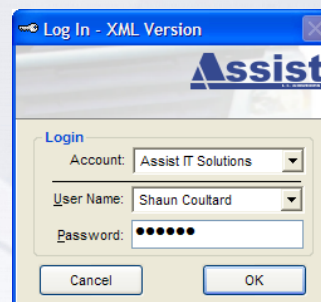 Log In - XML Version
Assist
Login
Account: Assist IT Solutions
User Name: Shaun Coultard
Password: ●●●●●●
Cancel OK